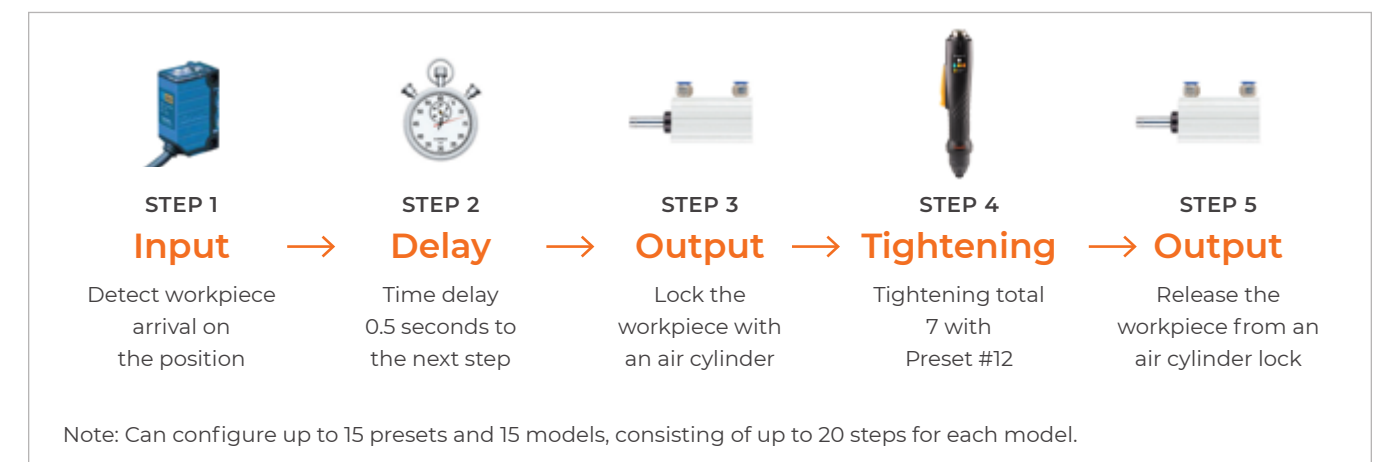 STEP 1
Input
Detect workpiece
arrival on
the position
STEP 2
Delay
Time delay
0.5 seconds to
the next step
STEP 3
Output
Lock the
workpiece with
an air cylinder
STEP 4
Tightening
Tightening total
7 with
Preset #12
STEP 5
Output
Release the
workpiece from an
air cylinder lock
Note: Can configure up to 15 presets and 15 models, consisting of up to 20 steps for each model.